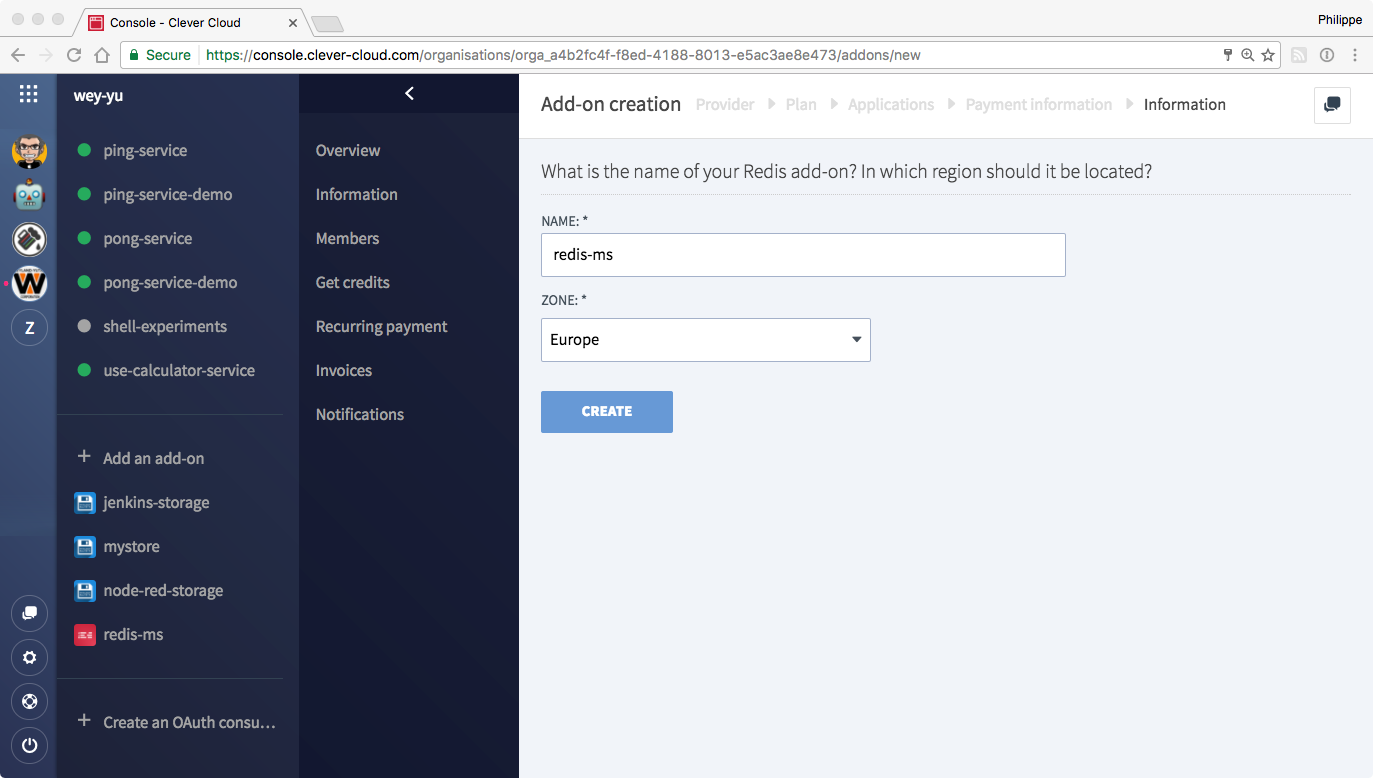 Console - Clever Cloud
Philippe
Secure
https://console.clever-cloud.com/organisations/orga_a4b2fc4f-f8ed-4188-8013-e5ac3ae8e473/addons/new
wey-yu
ping-service
ping-service-demo
pong-service
pong-service-demo
shell-experiments
use-calculator-service
Add an add-on
jenkins-storage
mystore
node-red-storage
redis-ms
Create an OAuth consu...
Z
W
Overview
Information
Members
Get credits
Recurring payment
Invoices
Notifications
Add-on creation Provider Plan Applications Payment information Information
What is the name of your Redis add-on? In which region should it be located?
NAME: *
redis-ms
ZONE: *
Europe
CREATE